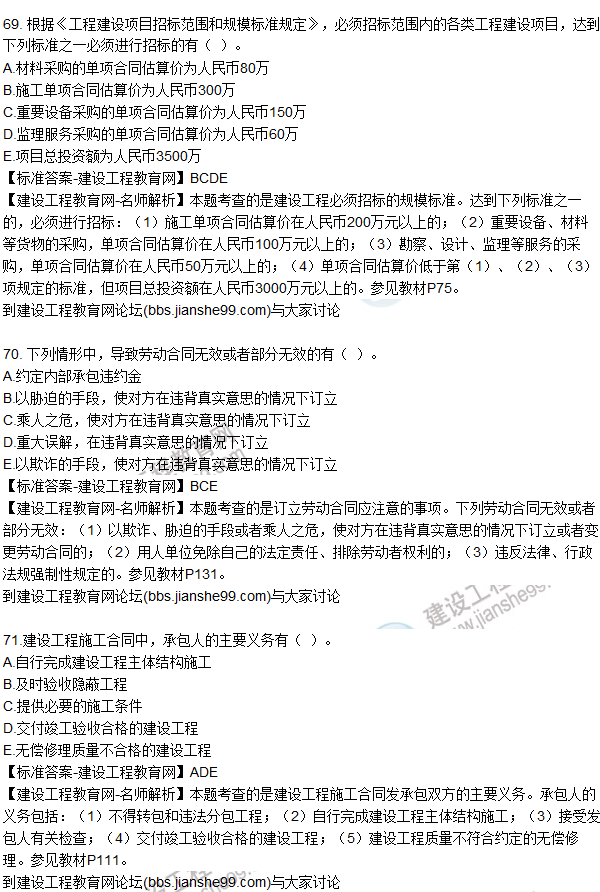 69. 根据《工程建设项目招标范围和规模标准规定》，必须招标范围内的各类工程建设项目，达到
下列标准之一必须进行招标的有（ ）。
A.材料采购的单项合同估算价为人民币80万
B.施工单项合同估算价为人民币300万
C.重要设备采购的单项合同估算价为人民币150万
D.监理服务采购的单项合同估算价为人民币60万
E.项目总投资额为人民币3500万
【标准答案-建设工程教育网】BCDE
【建设工程教育网-名师解析】本题考查的是建设工程必须招标的规模标准。达到下列标准之一
的，必须进行招标：（1）施工单项合同估算价在人民币200万元以上的；（2）重要设备、材料
等货物的采购，单项合同估算价在人民币100万元以上的；（3）勘察、设计、监理等服务的采
购，单项合同估算价在人民币50万元以上的；（4）单项合同估算价低于第（1）、（2）、（3）
项规定的标准，但项目总投资额在人民币3000万元以上的。参见教材P75。
到建设工程教育网论坛(bbs.jianshe99.com)与大家讨论
70. 下列情形中，导致劳动合同无效或者部分无效的有（ ）。
A.约定内部承包违约金
B.以胁迫的手段，使对方在违背真实意思的情况下订立
C.乘人之危，使对方在违背真实意思的情况下订立
D.重大误解，在违背真实意思的情况下订立
E.以欺诈的手段，使对方在违背真实意思的情况下订立
【标准答案-建设工程教育网】BCE
【建设工程教育网-名师解析】本题考查的是订立劳动合同应注意的事项。下列劳动合同无效或者
部分无效：（1）以欺诈、胁迫的手段或者乘人之危，使对方在违背真实意思的情况下订立或者变
更劳动合同的；（2）用人单位免除自己的法定责任、排除劳动者权利的；（3）违反法律、行政
法规强制性规定的。参见教材P131。
到建设工程教育网论坛(bbs.jianshe99.com)与大家讨论
71.建设工程施工合同中，承包人的主要义务有（ ）。
A.自行完成建设工程主体结构施工
B.及时验收隐蔽工程
C.提供必要的施工条件
D.交付竣工验收合格的建设工程
E.无偿修理质量不合格的建设工程
【标准答案-建设工程教育网】ADE
【建设工程教育网-名师解析】本题考查的是建设工程施工合同发承包双方的主要义务。承包人的
义务包括：（1）不得转包和违法分包工程；（2）自行完成建设工程主体结构施工；（3）接受发
包人有关检查；（4）交付竣工验收合格的建设工程；（5）建设工程质量不符合约定的无偿修
理。参见教材P111。
到建设工程教育网论坛(bbs.jianshe99.com)与大家讨论